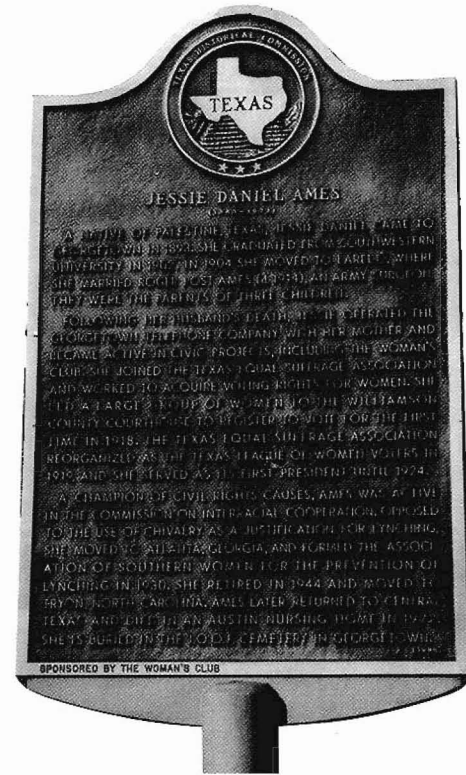 TEXAS HISTORICAL COMMISSION
TEXAS
JESSIE DANIEL AMES
A NATIVE OF PALESTINE, TEXAS, JESSIE DANIEL CAME TO
GEORGETOWN IN 1893. SHE GRADUATED FROM SOUTHWESTERN
UNIVERSITY IN IN 1904 SHE MOVED TO LAREDO, WHERE
SHE MARRIED ROGER POST AMES (d.1914), AN ARMY SURGEON.
THEY WERE THE PARENTS OF THREE CHILDREN.
FOLLOWING HER HUSBAND'S DEATH, OPERATED THE
GEORGETOWN TELEPHONE COMPANY WITH HER MOTHER AND
BECAME ACTIVE IN CIVIC PROJECTS, INCLUDING THE WOMAN'S
CLUB. SHE JOINED THE TEXAS EQUAL SUFFRAGE ASSOCIATION
AND WORKED TO ACQUIRE VOTING RIGHTS FOR WOMEN. SHE
LED A LARGE GROUP OF WOMEN TO THE WILLIAMSON
COUNTY COURTHOUSE TO REGISTER TO VOTE FOR THE FIRST
TIME IN 1918. THE TEXAS EQUAL SUFFRAGE ASSOCIATION
REORGANIZED AS THE TEXAS LEAGUE OF WOMEN VOTERS IN
1919, AND SHE SERVED AS ITS FIRST PRESIDENT UNTIL 1924.
A CHAMPION OF CIVIL RIGHTS CAUSES, AMES WAS ACTIVE
IN THE COMMISSION ON INTERRACIAL COOPERATION. OPPOSED
TO THE USE OF CHIVALRY AS A JUSTIFICATION FOR LYNCHING,
SHE MOVED TO ATLANTA, GEORGIA, AND FORMED THE ASSOCI-
ATION OF SOUTHERN WOMEN FOR THE PREVENTION OF
LYNCHING IN 1930. SHE RETIRED IN 1944 AND MOVED TO
TRYON, NORTH CAROLINA. AMES LATER RETURNED TO CENTRAL
TEXAS AND DIED IN AN AUSTIN NURSING HOME IN 1972.
SHE IS BURIED IN THE I.O.O.F. CEMETERY IN GEORGETOWN.
SPONSORED BY THE WOMAN'S CLUB